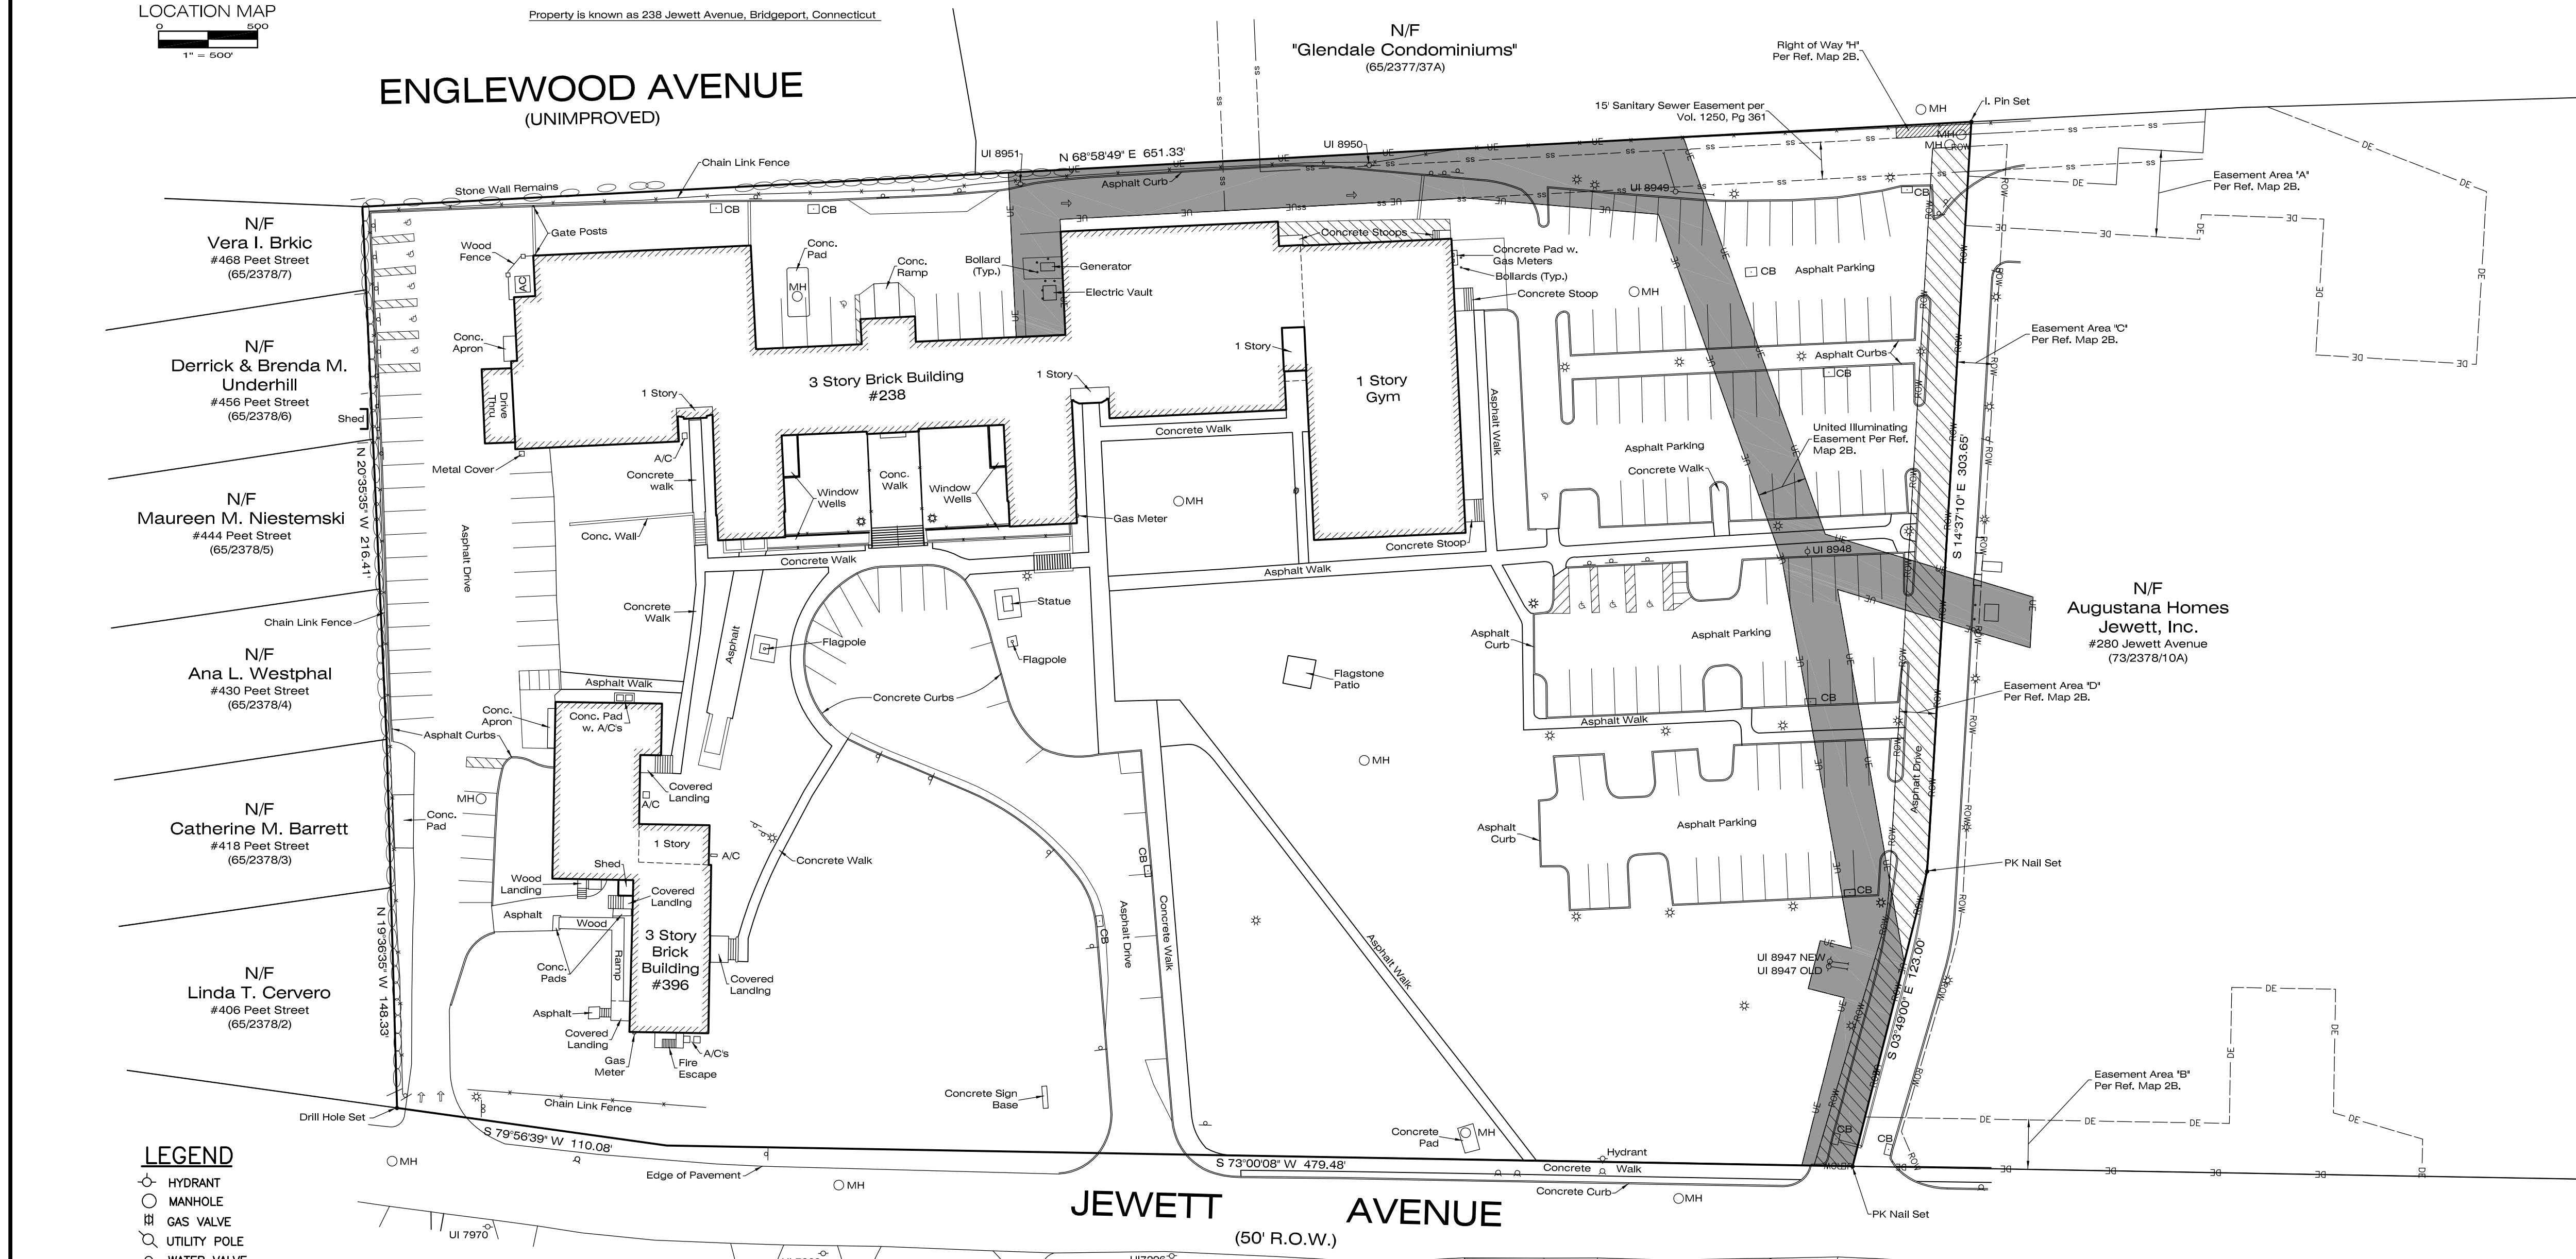 LOCATION MAP
0 500
1" = 500'
Property is known as 238 Jewett Avenue, Bridgeport, Connecticut
ENGLEWOOD AVENUE
(UNIMPROVED)
N/F
"Glendale Condominiums"
(65/2377/37A)
Right of Way "H"
Per Ref. Map 2B.
15' Sanitary Sewer Easement per
Vol. 1250, Pg 361
MH
I. Pin Set
Easement Area "A"
Per Ref. Map 2B.
UI 8951
N 68°58'49" E 651.33'
UI 8950
UI 8949
Chain Link Fence
Stone Wall Remains
Asphalt Curb
CB
CB
CB
MH
MH
Gate Posts
Wood
Fence
AC
Conc.
Pad
MH
Conc.
Ramp
Bollard
(Typ.)
Generator
Electric Vault
Concrete Stoops
Concrete Pad w.
Gas Meters
Bollards (Typ.)
Concrete Stoop
MH
CB
Asphalt Parking
N/F
Vera I. Brkic
#468 Peet Street
(65/2378/7)
N/F
Derrick & Brenda M.
Underhill
#456 Peet Street
(65/2378/6)
Shed
N 20°35'35" W 216.41'
Conc.
Apron
Drive
Thru
1 Story
3 Story Brick Building
#238
1 Story
1 Story
1 Story
Gym
Asphalt Walk
Asphalt Curbs
CB
Easement Area "C"
Per Ref. Map 2B.
Metal Cover
A/C
Concrete
walk
Window
Wells
Conc.
Walk
Window
Wells
Concrete Walk
MH
Gas Meter
Asphalt Parking
Concrete Walk
United Illuminating
Easement Per Ref.
Map 2B.
S 14°37'10" E 303.65'
N/F
Maureen M. Niestemski
#444 Peet Street
(65/2378/5)
Asphalt Drive
Conc. Wall
Concrete Walk
Asphalt Walk
Concrete Stoop
UI 8948
Chain Link Fence
Concrete
Walk
Asphalt
Flagpole
Statue
Flagpole
Asphalt
Curb
Asphalt Parking
N/F
Augustana Homes
Jewett, Inc.
#280 Jewett Avenue
(73/2378/10A)
N/F
Ana L. Westphal
#430 Peet Street
(65/2378/4)
Asphalt Walk
Conc.
Apron
Conc. Pad
w. A/C's
Asphalt Curbs
Concrete Curbs
Flagstone
Patio
Asphalt Walk
CB
Easement Area "D"
Per Ref. Map 2B.
MH
MH
Conc.
Pad
Covered
Landing
A/C
Asphalt Drive
N/F
Catherine M. Barrett
#418 Peet Street
(65/2378/3)
1 Story
A/C
Concrete Walk
Shed
Wood
Landing
Covered
Landing
CB
Asphalt
Curb
Asphalt Parking
CB
PK Nail Set
N 19°36'35" W 148.33'
Asphalt
Wood
Ramp
Conc.
Pads
3 Story
Brick
Building
#396
Covered
Landing
CB
Asphalt Drive
Concrete Walk
Asphalt Walk
UI 8947 NEW
UI 8947 OLD
S 03°49'00" E 123.00'
N/F
Linda T. Cervero
#406 Peet Street
(65/2378/2)
Asphalt
Covered
Landing
Gas
Meter
A/C's
Fire
Escape
Chain Link Fence
Concrete Sign
Base
Easement Area "B"
Per Ref. Map 2B.
Drill Hole Set
S 79°56'39" W 110.08'
MH
Edge of Pavement
MH
S 73°00'08" W 479.48'
Concrete
Pad
MH
Hydrant
Concrete Walk
Concrete Curb
MH
CB
CB
PK Nail Set
JEWETT AVENUE
(50' R.O.W.)
UI 7970
LEGEND
HYDRANT
MANHOLE
GAS VALVE
UTILITY POLE